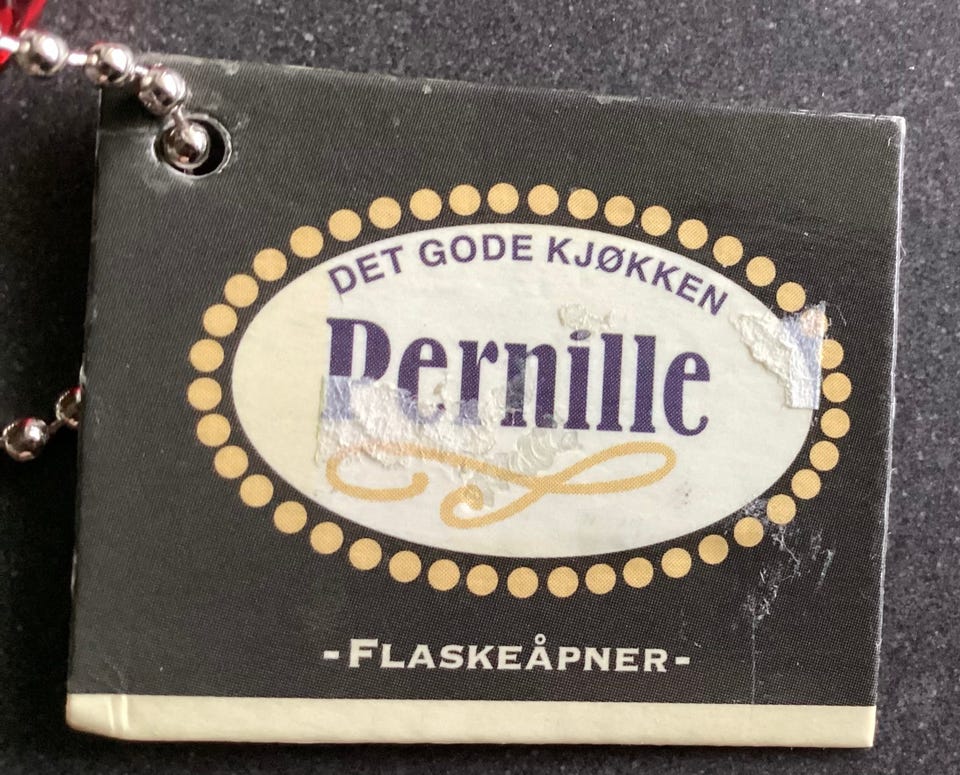 DET GODE KJØKKEN
Pernille
-FLASKEÅPNER-